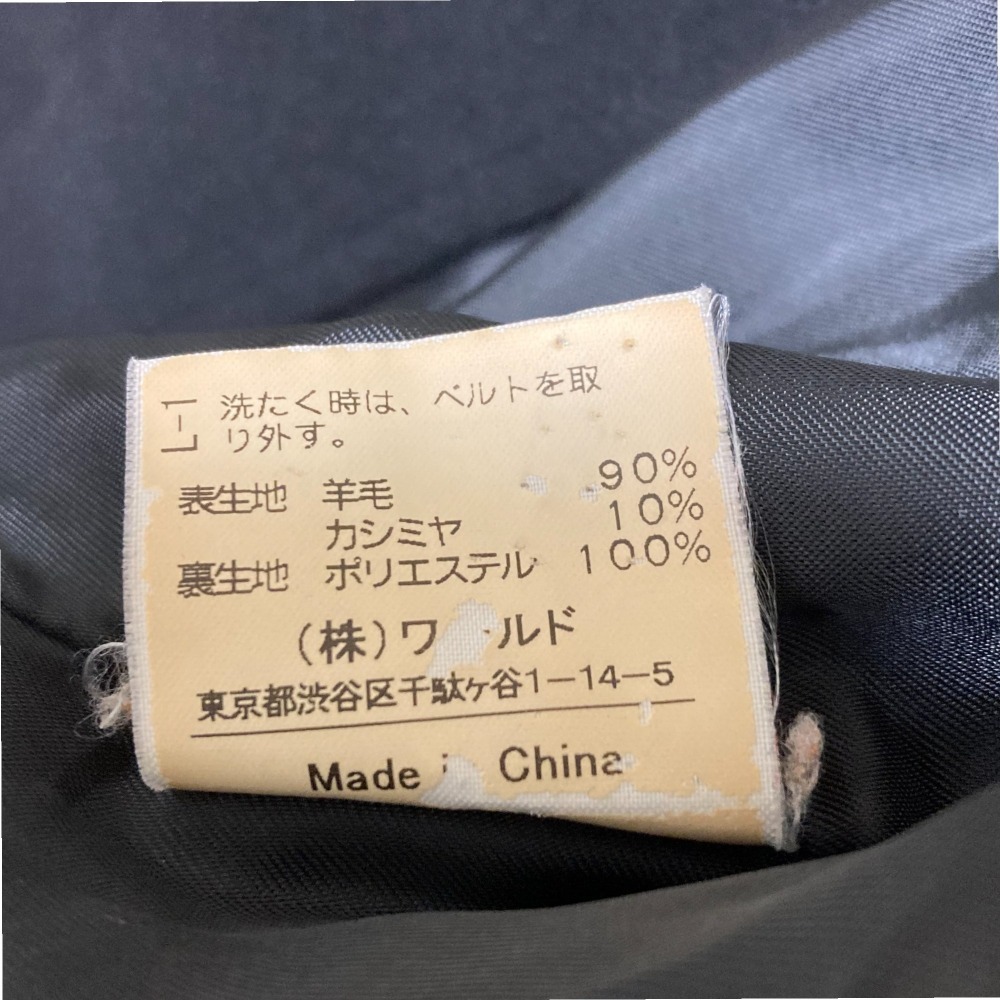 L-1
洗たく時は、ベルトを取
り外す。
表生地 羊毛 90%
カシミヤ 10%
裏生地 ポリエステル 100%
(株)ワ ルド
東京都渋谷区千駄ヶ谷1-14-5
Made China